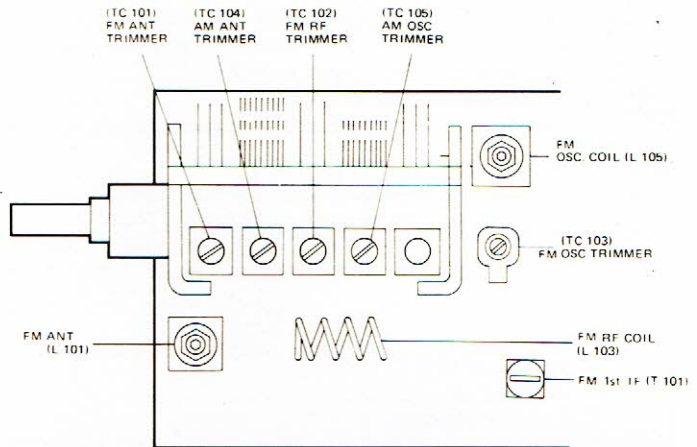 (TC 101)
FM ANT
TRIMMER
(TC 104)
AM ANT
TRIMMER
(TC 102)
FM RF
TRIMMER
(TC 105)
AM OSC
TRIMMER
FM
OSC. COIL (L 105)
(TC 103)
FM OSC TRIMMER
FM ANT
(L 101)
FM RF COIL
(L 103)
FM 1st IF (T 101)